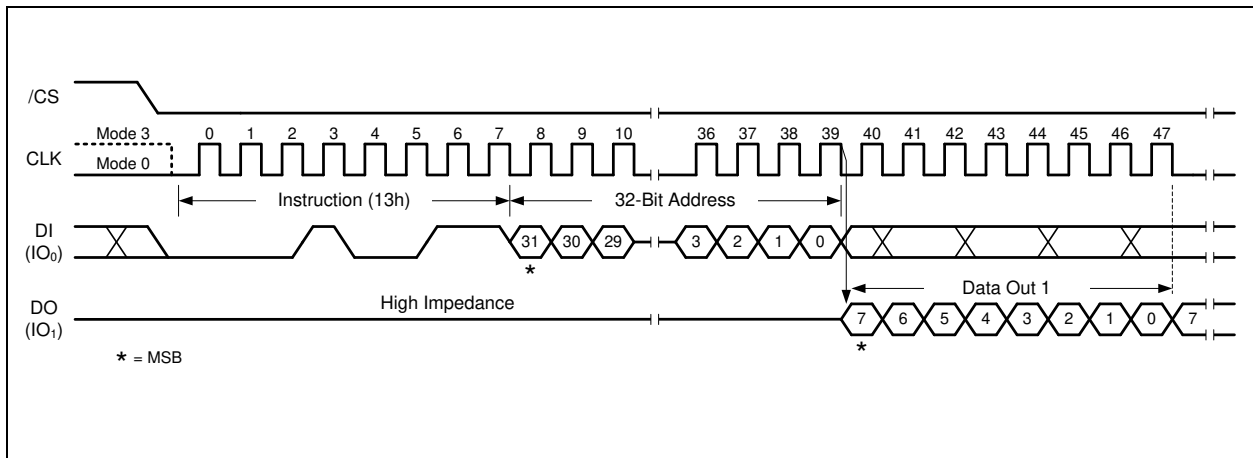 /CS
Mode 3
0 1 2 3 4 5 6 7 8 9 10 36 37 38 39 40 41 42 43 44 45 46 47
CLK
Mode 0
Instruction (13h) 32-Bit Address
DI
(IO₀)
31 30 29 3 2 1 0
*
Data Out 1
High Impedance
DO
(IO₁)
7 6 5 4 3 2 1 0 7
*
* = MSB